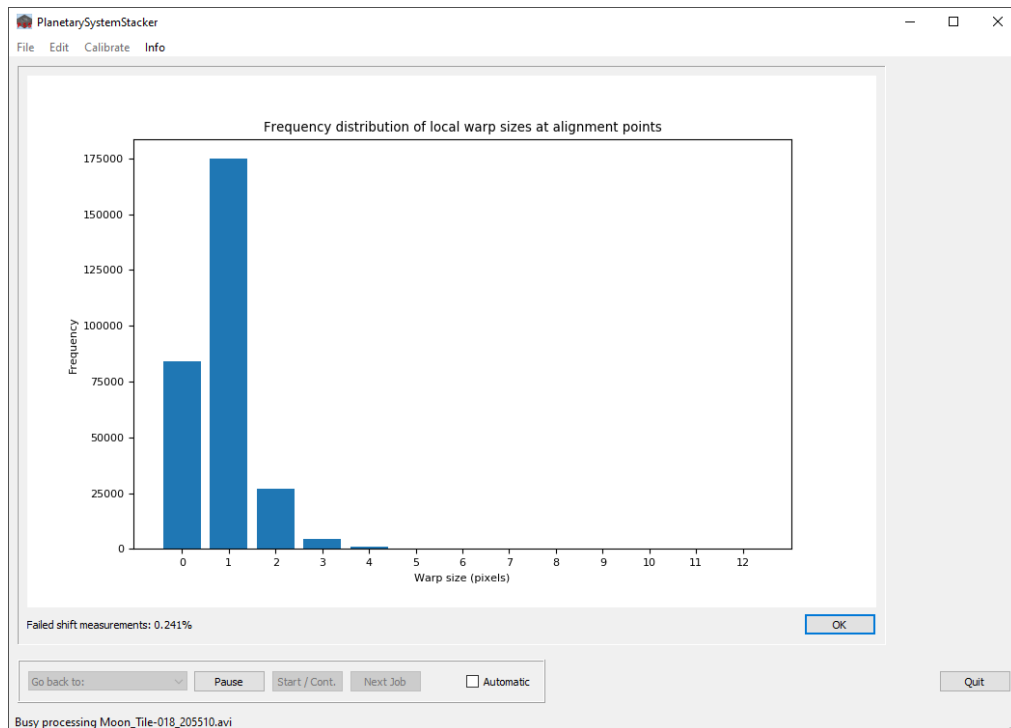 PlanetarySystemStacker
File Edit Calibrate Info
Frequency distribution of local warp sizes at alignment points
175000
150000
125000
100000
75000
50000
25000
0
Frequency
0 1 2 3 4 5 6 7 8 9 10 11 12
Warp size (pixels)
Failed shift measurements: 0.241%
OK
Go back to: Pause Start / Cont. Next Job Automatic Quit
Busy processing Moon_Tile-018_205510.avi